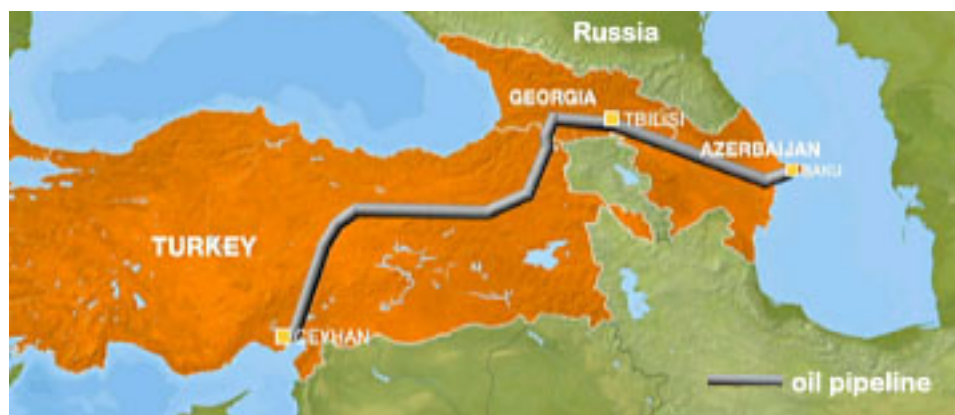 Russia
GEORGIA
TBILISI
AZERBAIJAN
BAKU
TURKEY
CEYHAN
oil pipeline